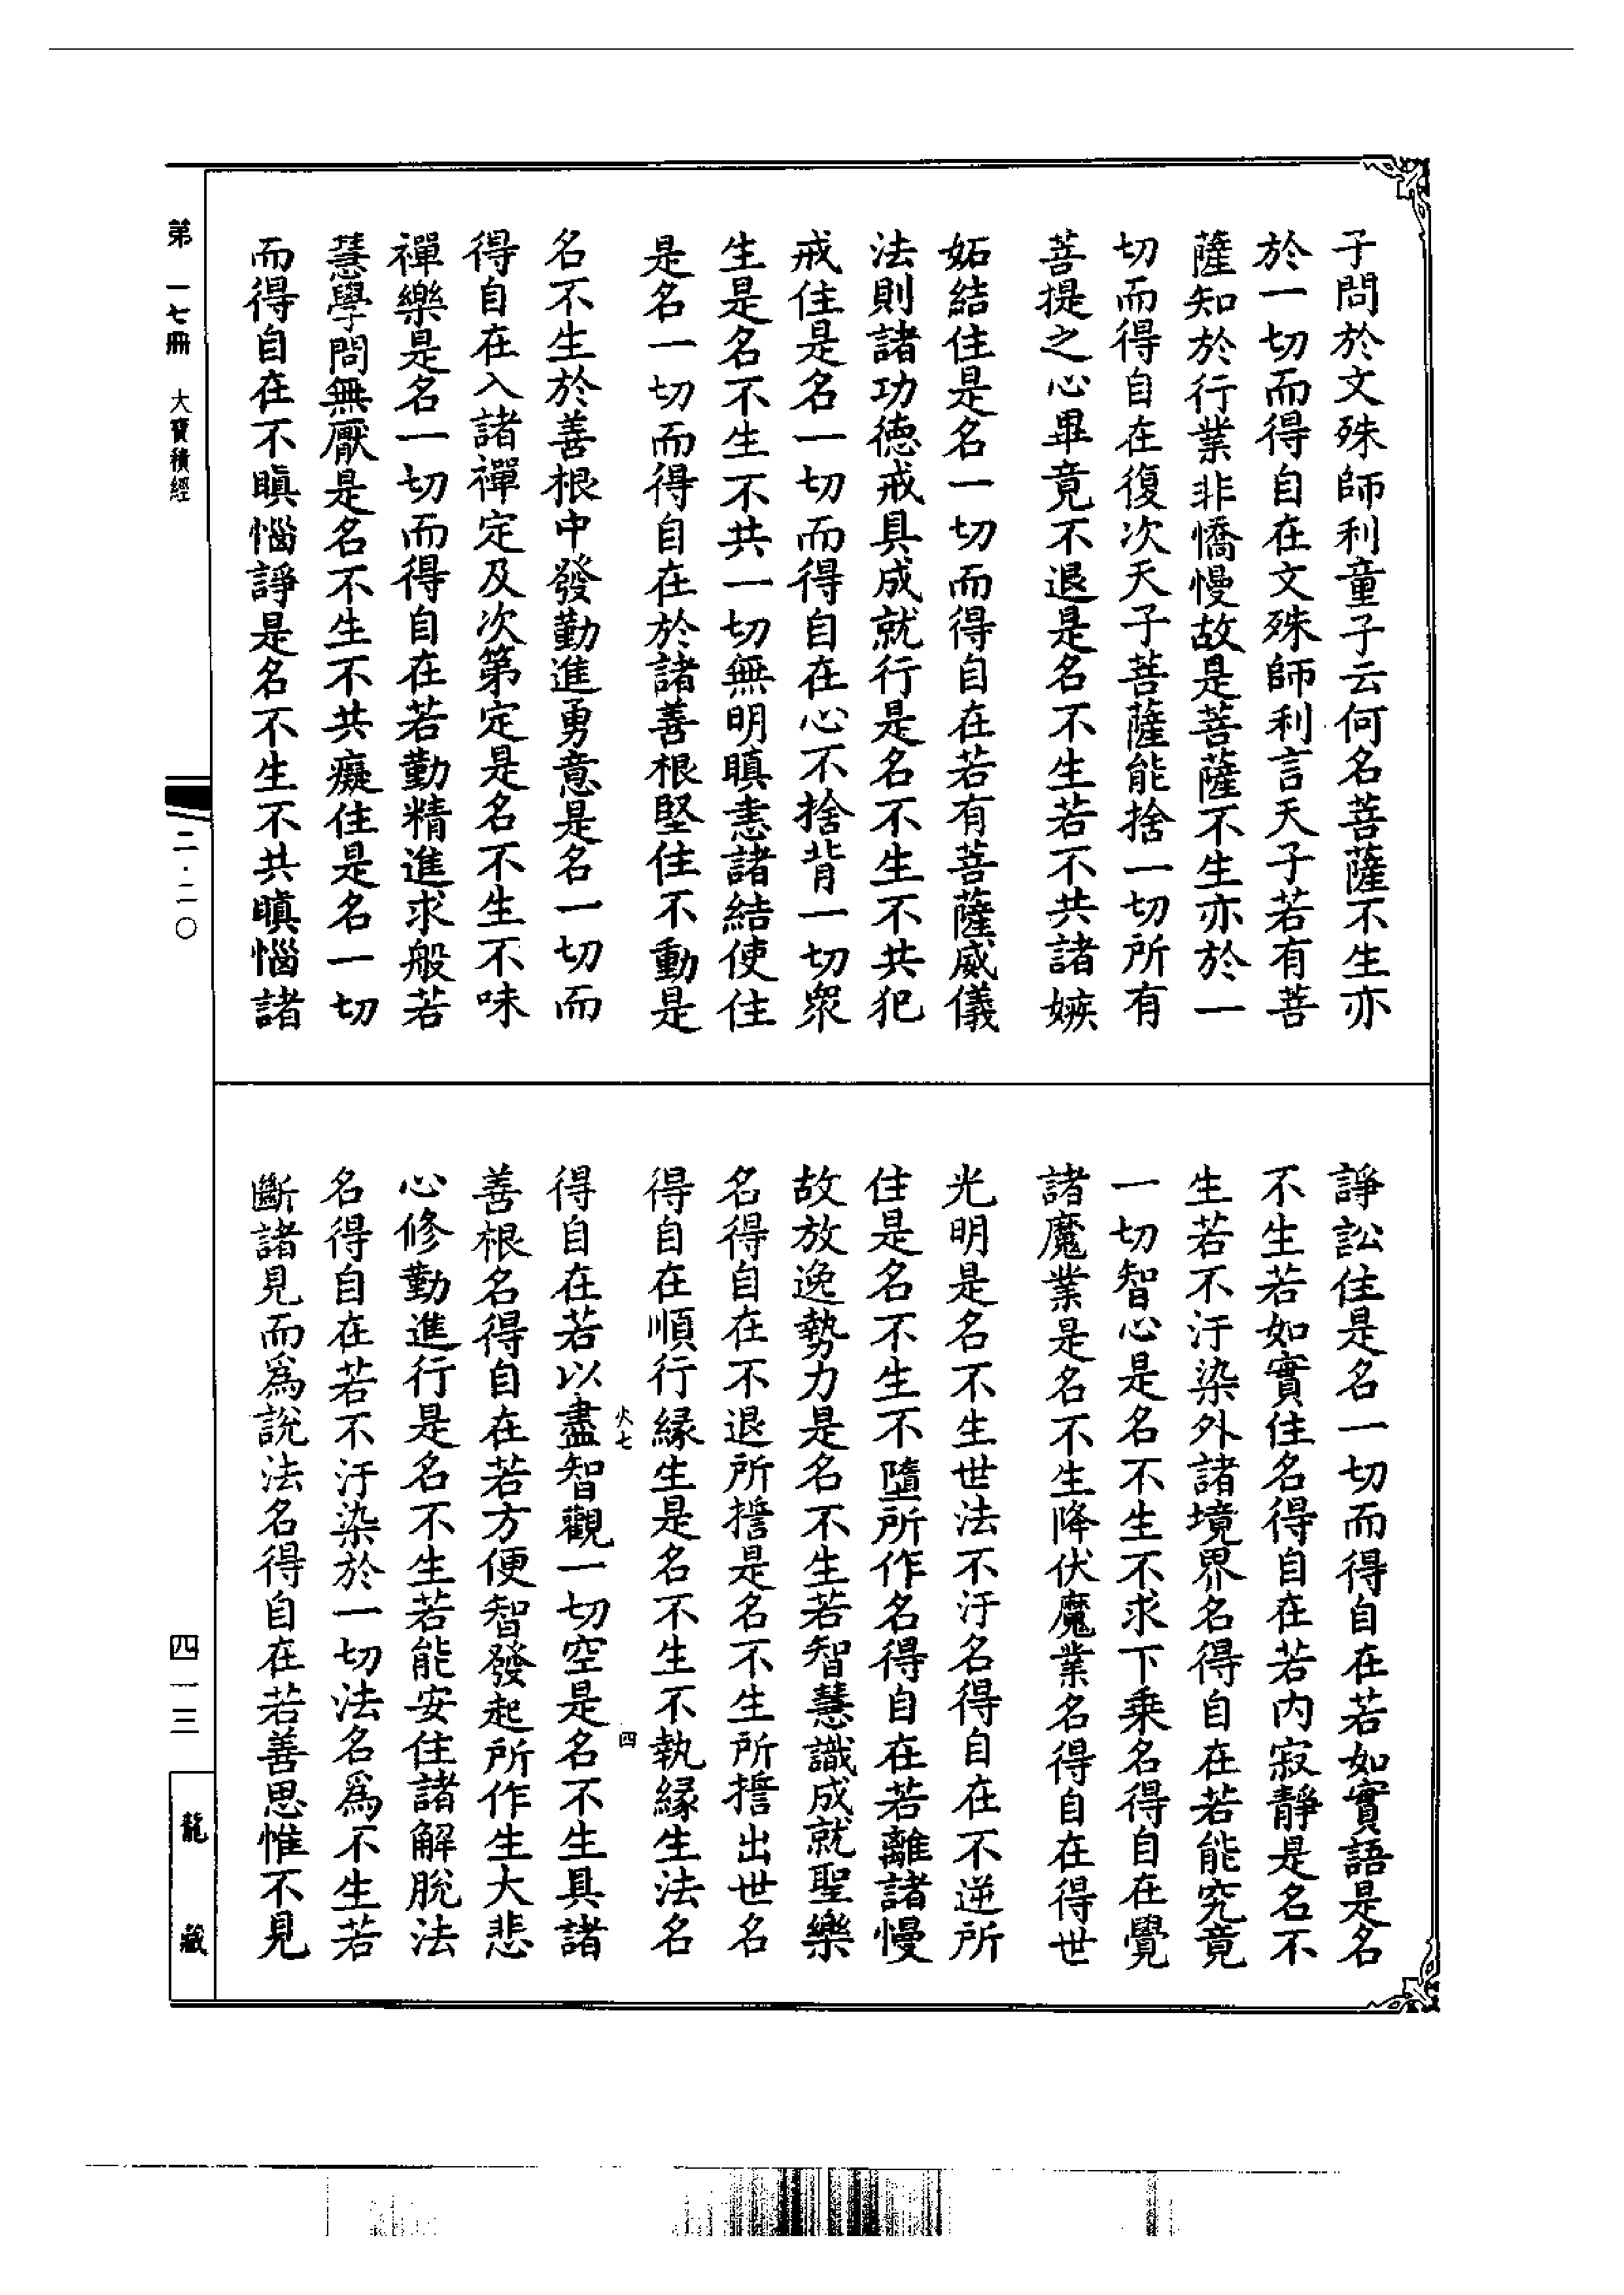 子問於文殊師利童子云何名菩薩不生亦
於一切而得自在文殊師利言天子若有菩
薩知於行業非憍慢故是菩薩不生亦於一
切而得自在復次天子菩薩能捨一切所有
菩提之心畢竟不退是名不生若不共諸嫉
妬結住是名一切而得自在若有菩薩威儀
法則諸功德戒具成就行是名不生不共犯
戒住是名一切而得自在心不捨背一切衆
生是名不生不共一切無明瞋恚諸結使住
是名一切而得自在於諸善根堅住不動是
名不生於善根中發勤進勇意是名一切而
得自在入諸禪定及次第定是名不生不味
禪樂是名一切而得自在若勤精進求般若
慧學問無厭是名不生不共癡住是名一切
而得自在不瞋惱諍是名不生不共瞋惱諸
諍訟住是名一切而得自在若如實語是名
不生若如實住名得自在若内寂靜是名不
生若不汙染外諸境界名得自在若能究竟
一切智心是名不生不求下乘名得自在覺
諸魔業是名不生降伏魔業名得自在得世
光明是名不生世法不汙名得自在不逆所
住是名不生不墮所作名得自在若離諸慢
故放逸勢力是名不生若智慧識成就聖樂
名得自在不退所誓是名不生所誓出世名
得自在順行縁生是名不生不執縁生法名
火七
四
得自在若以盡智觀一切空是名不生具諸
善根名得自在若方便智發起所作生大悲
心修勤進行是名不生若能安住諸解脫法
名得自在若不汙染於一切法名爲不生若
斷諸見而爲說法名得自在若善思惟不見
第一七冊 大寶積經
二·二〇
四一三
龍藏